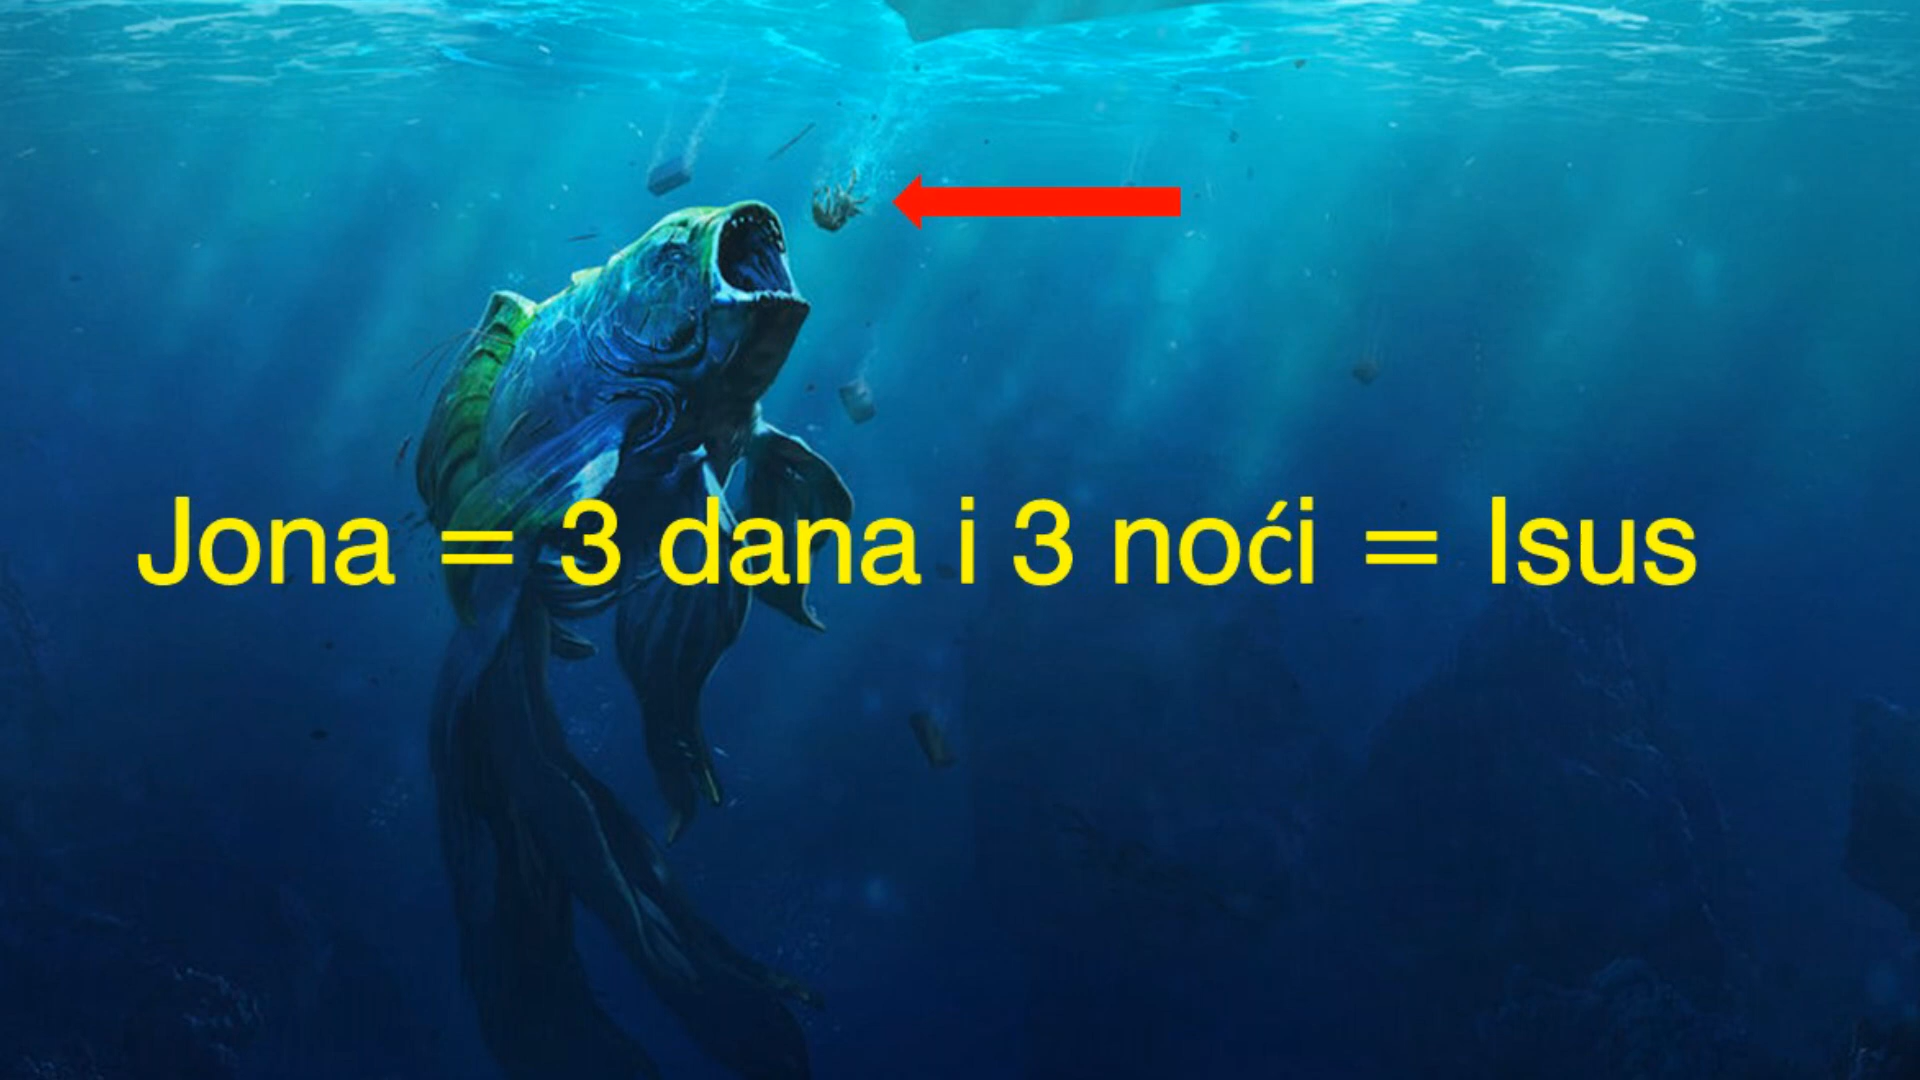 Jona = 3 dana i 3 noći = Isus